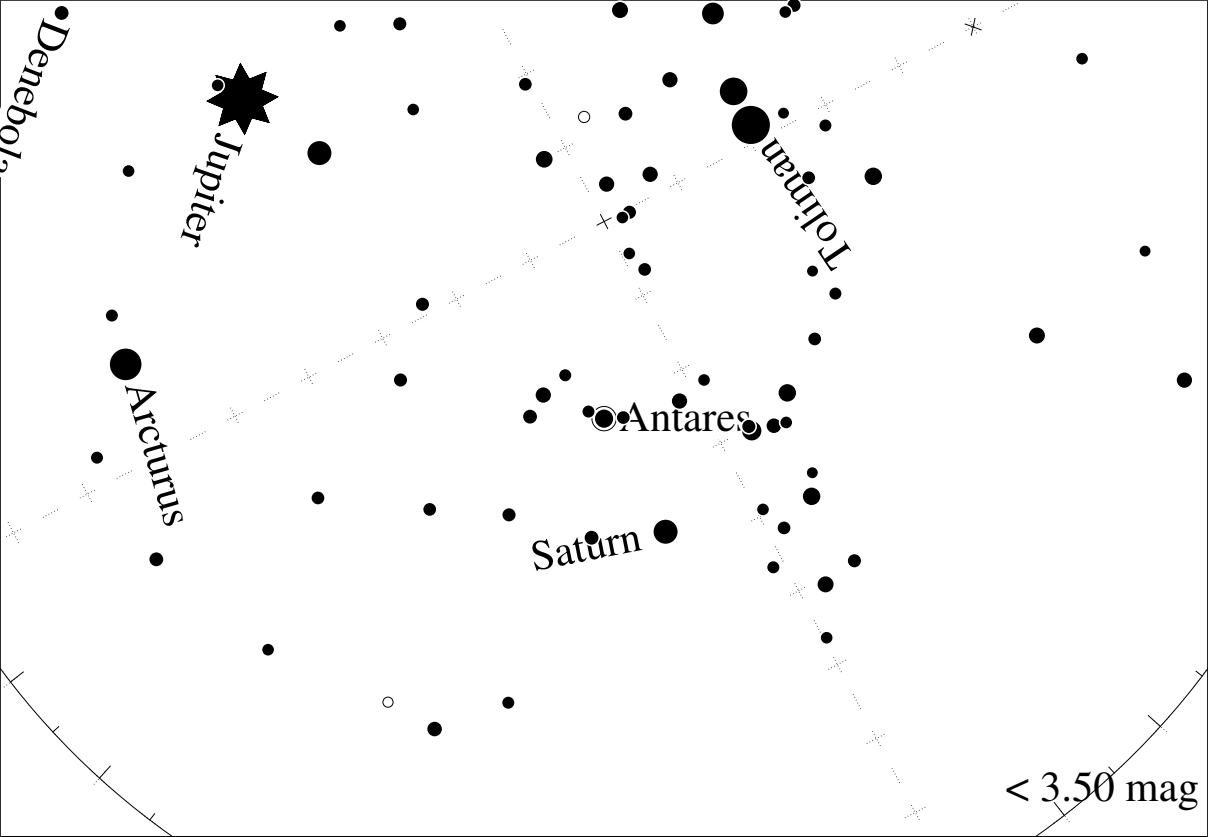 Denebola
Jupiter
Toliman
Arcturus
Antares
Saturn
< 3.50 mag